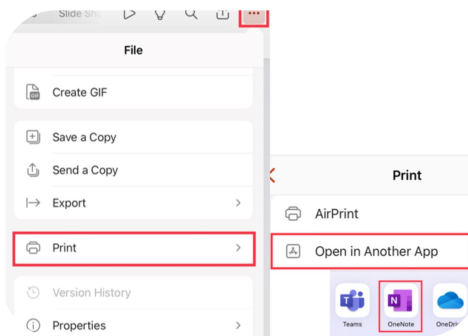 Slide Sh
File
Create GIF
Save a Copy
Send a Copy
Export
Print
Version History
Properties
Print
AirPrint
Open in Another App
Teams
OneNote
OneDri